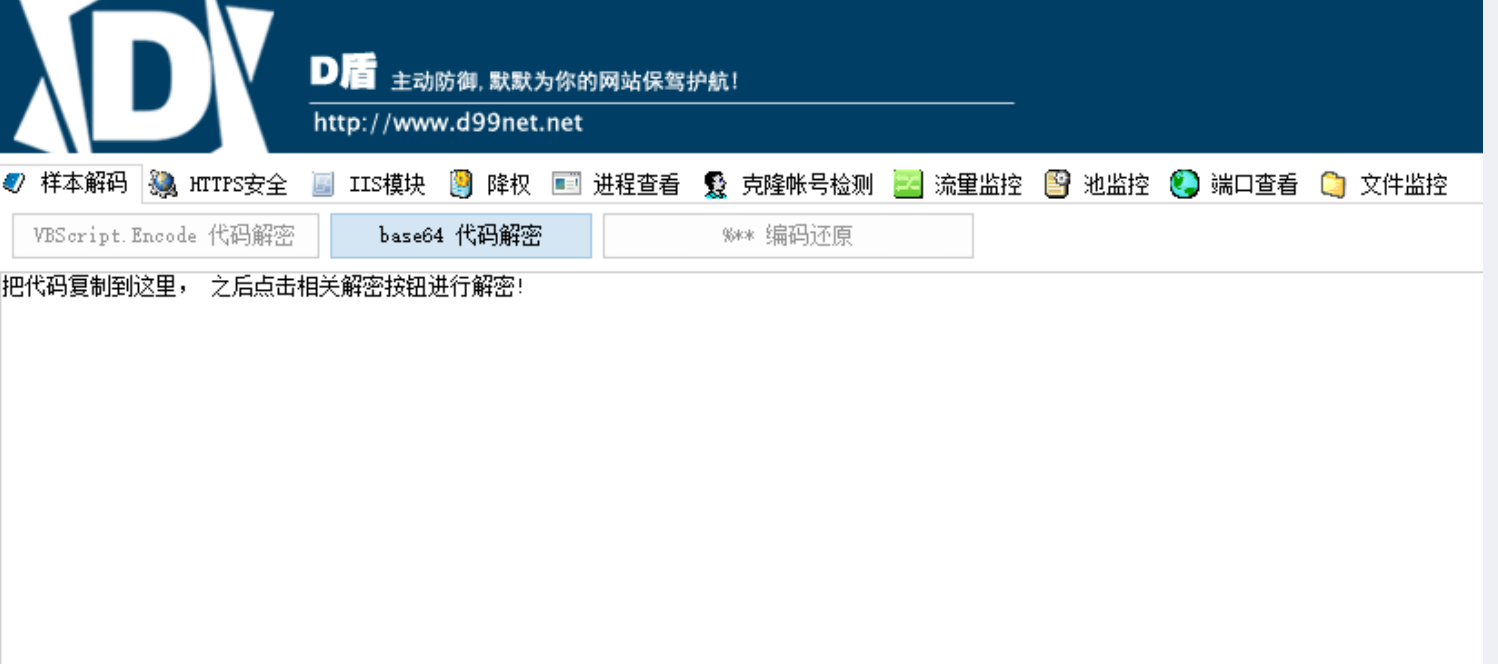 D
D盾 主动防御,默默为你的网站保驾护航!
http://www.d99net.net
样本解码 HTTPS安全 IIS模块 降权 进程查看 克隆帐号检测 流量监控 池监控 端口查看 文件监控
VBScript.Encode 代码解密 base64 代码解密 %** 编码还原
把代码复制到这里， 之后点击相关解密按钮进行解密!